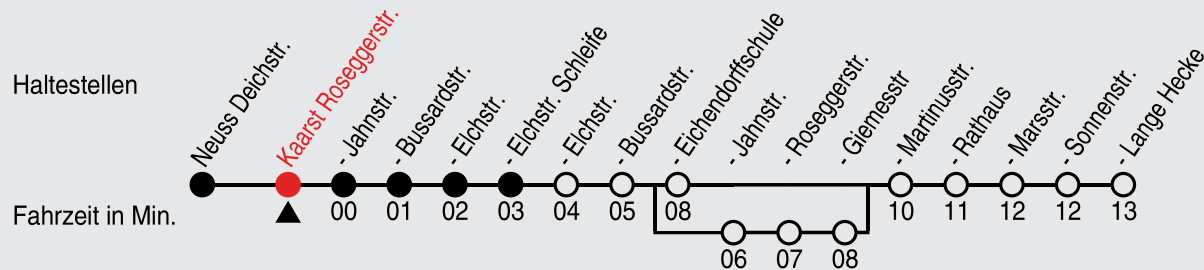 Haltestellen
Neuss Deichstr.
Kaarst Roseggerstr.
- Jahnstr.
- Bussardstr.
- Elchstr.
- Elchstr. Schleife
- Elchstr.
- Bussardstr.
- Eichendorffschule
- Jahnstr.
- Roseggerstr.
- Giemesstr
- Martinusstr.
- Rathaus
- Marsstr.
- Sonnenstr.
- Lange Hecke
Fahrzeit in Min.
00 01 02 03 04 05 08 10 11 12 12 13
06 07 08